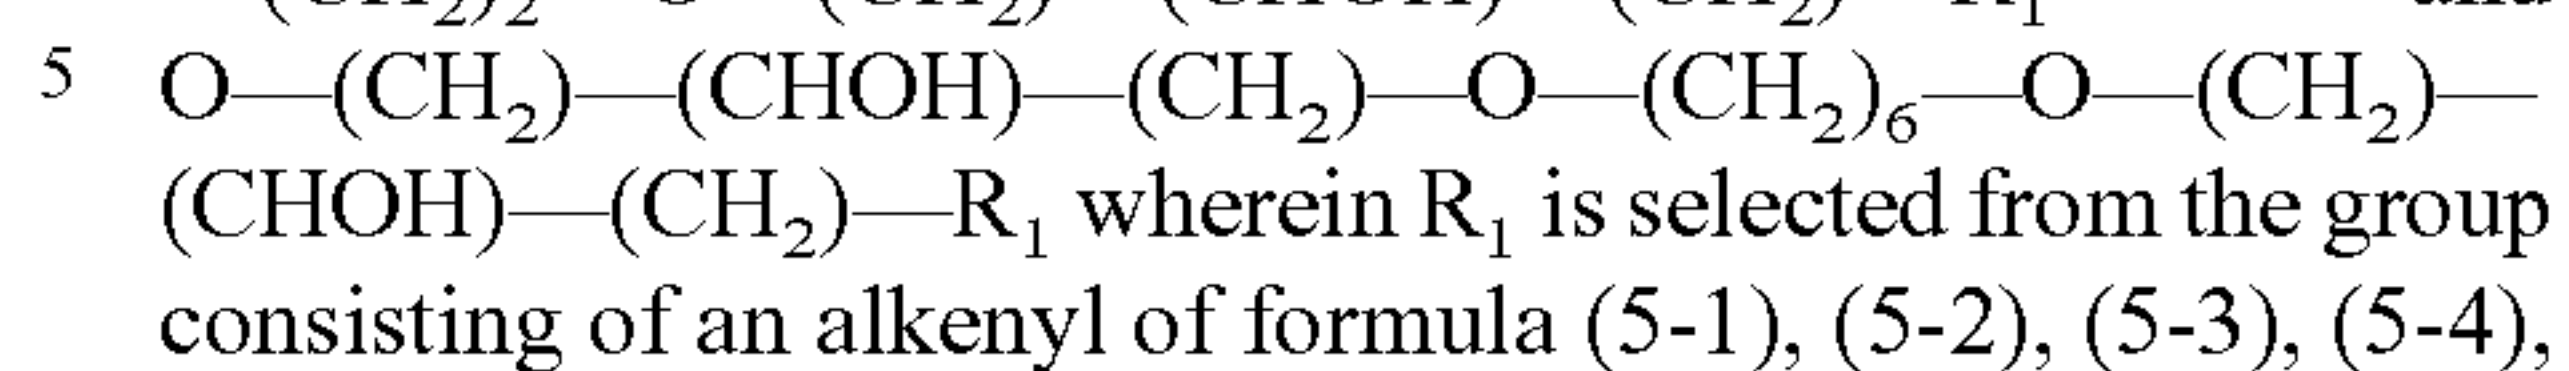 5 O—(CH₂)—(CHOH)—(CH₂)—O—(CH₂)₆—O—(CH₂)—
(CHOH)—(CH₂)—R₁ wherein R₁ is selected from the group
consisting of an alkenyl of formula (5-1), (5-2), (5-3), (5-4),